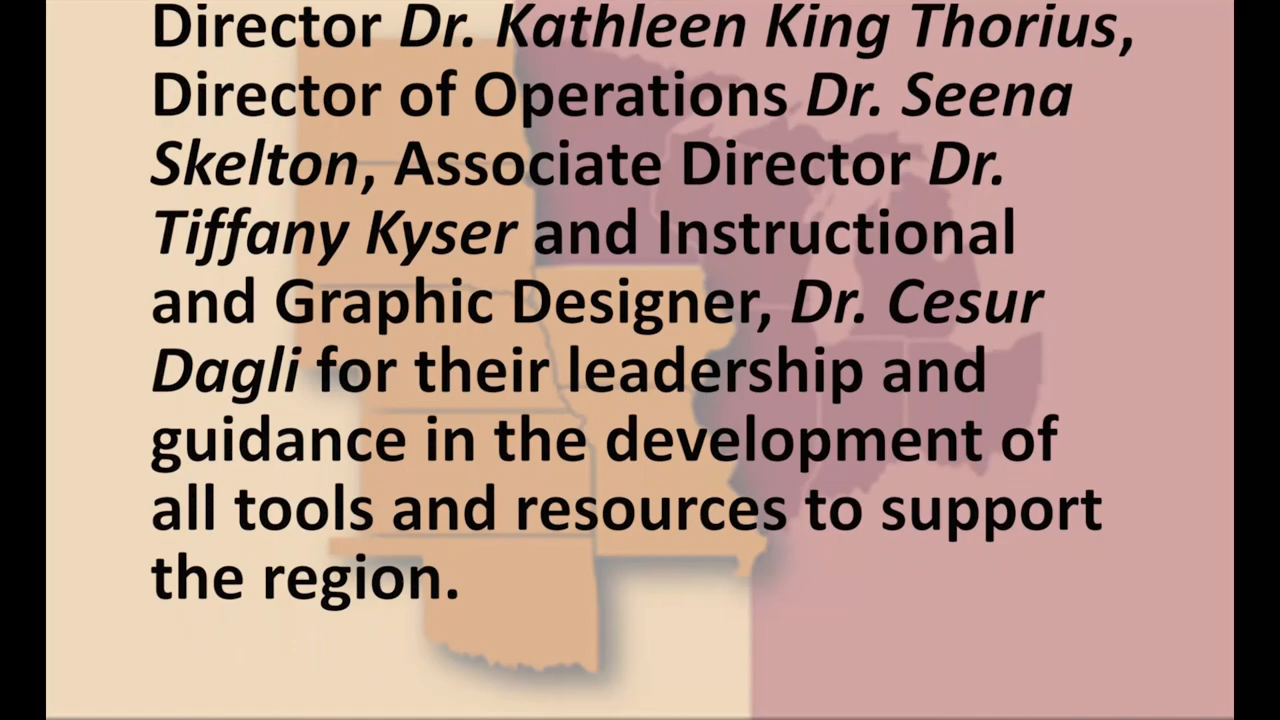 Director Dr. Kathleen King Thorius,
Director of Operations Dr. Seena
Skelton, Associate Director Dr.
Tiffany Kyser and Instructional
and Graphic Designer, Dr. Cesur
Dagli for their leadership and
guidance in the development of
all tools and resources to support
the region.